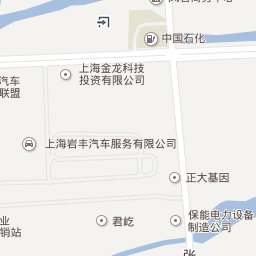 中国石化
上海金龙科技
投资有限公司
汽车
联盟
上海岩丰汽车服务有限公司
正大基因
保能电力设备
制造公司
君屹
业
销站
张